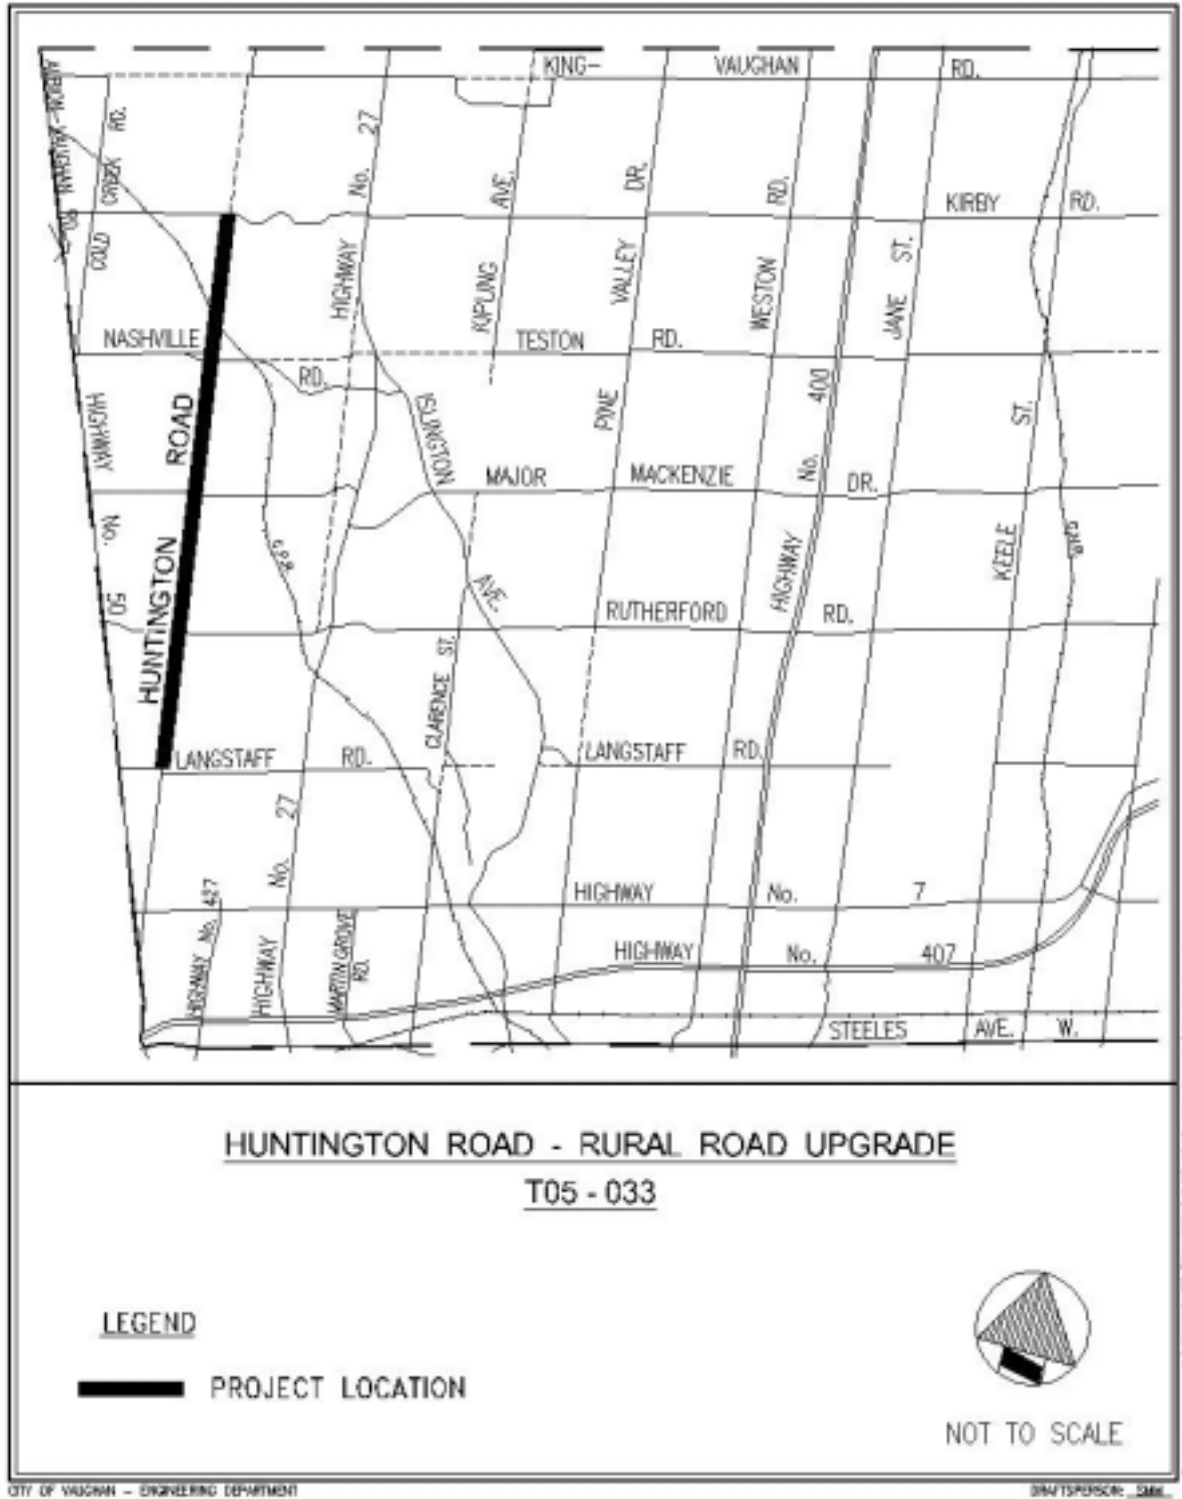 KING- VAUGHAN RD.
ALBION-VAUGHAN RD.
COLD CREEK RD.
HIGHWAY No. 27
KIPLING AVE.
PINE VALLEY DR.
WESTON RD.
JANE ST.
KIRBY RD.
NASHVILLE RD.
TESTON RD.
HIGHWAY No. 50
HUNTINGTON ROAD
ISLINGTON AVE.
MAJOR MACKENZIE DR.
HIGHWAY No. 400
KEELE ST.
C.P.R.
C.N.R.
RUTHERFORD RD.
CLARENCE ST.
LANGSTAFF RD.
LANGSTAFF RD.
HIGHWAY No. 27
HIGHWAY No. 427
MARTIN GROVE RD.
HIGHWAY No. 7
HIGHWAY No. 407
STEELES AVE. W.
HUNTINGTON ROAD - RURAL ROAD UPGRADE
T05 - 033
LEGEND
PROJECT LOCATION
NOT TO SCALE
CITY OF VAUGHAN - ENGINEERING DEPARTMENT
DRAFTSPERSON: